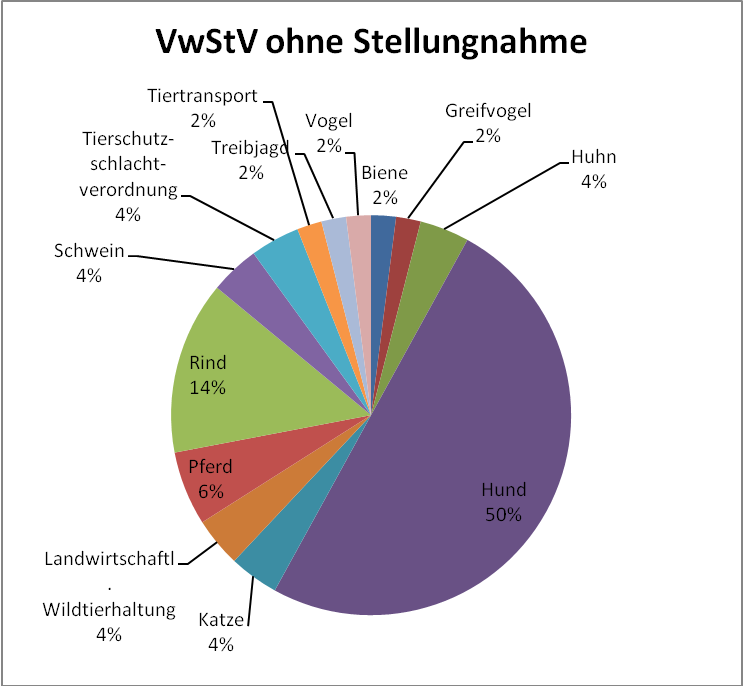 VwStV ohne Stellungnahme
Tiertransport
2%
Tierschutz-
schlacht-
verordnung
4%
Treibjagd
2%
Vogel
2%
Biene
2%
Greifvogel
2%
Huhn
4%
Schwein
4%
Rind
14%
Pferd
6%
Hund
50%
Landwirtschaftl
.
Wildtierhaltung
4%
Katze
4%